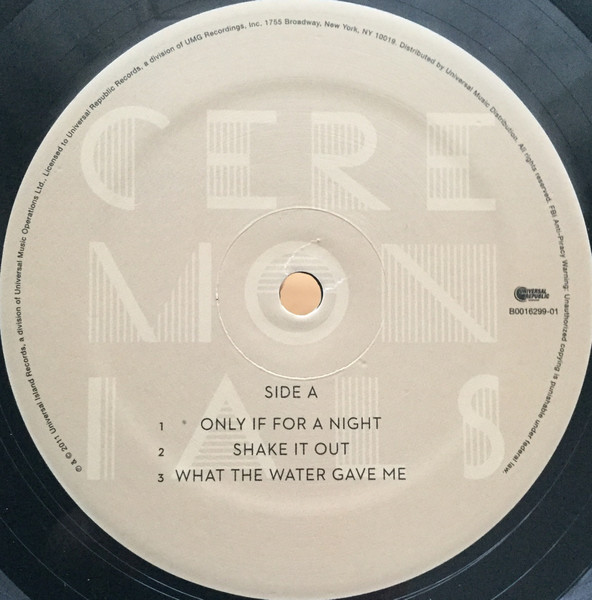 ℗ & © 2011 Universal Island Records, a division of Universal Music Operations Ltd., Licensed to Universal Republic Records, a division of UMG Recordings, Inc. 1755 Broadway, New York, NY 10019. Distributed by Universal Music Distribution. All rights reserved. FBI Anti-Piracy Warning: Unauthorized copying is punishable under federal law.
CERE
MON
IALS
UNIVERSAL
REPUBLIC
B0016299-01
SIDE A
1 ONLY IF FOR A NIGHT
2 SHAKE IT OUT
3 WHAT THE WATER GAVE ME